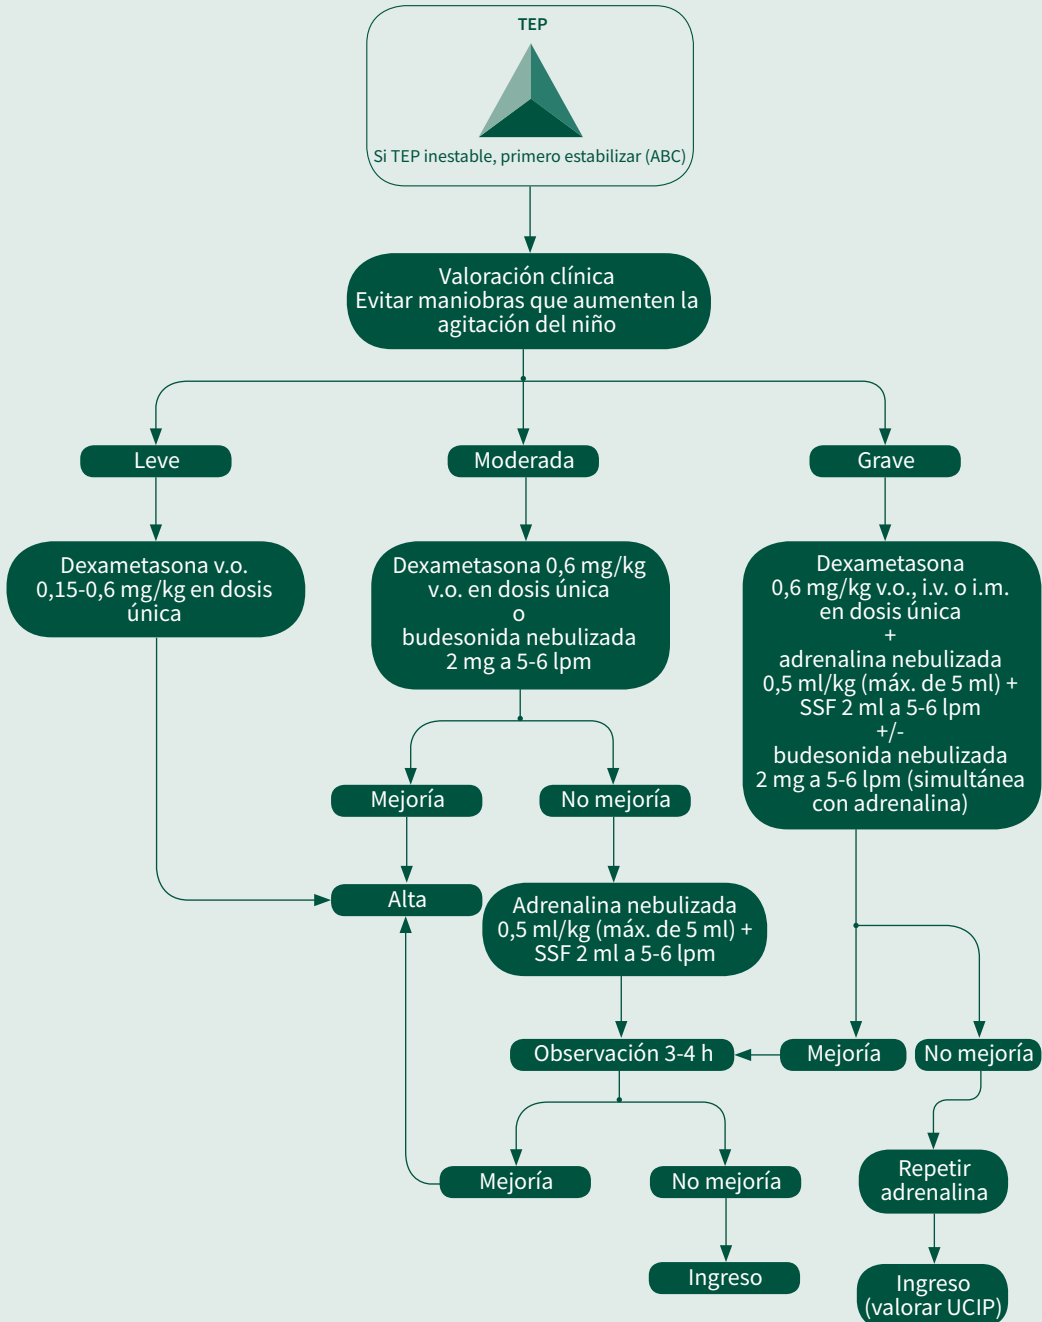 TEP
Si TEP inestable, primero estabilizar (ABC)
Valoración clínica
Evitar maniobras que aumenten la
agitación del niño
Leve
Moderada
Grave
Dexametasona v.o.
0,15-0,6 mg/kg en dosis
única
Dexametasona 0,6 mg/kg
v.o. en dosis única
o
budesonida nebulizada
2 mg a 5-6 lpm
Dexametasona
0,6 mg/kg v.o., i.v. o i.m.
en dosis única
+
adrenalina nebulizada
0,5 ml/kg (máx. de 5 ml) +
SSF 2 ml a 5-6 lpm
+/-
budesonida nebulizada
2 mg a 5-6 lpm (simultánea
con adrenalina)
Mejoría
No mejoría
Alta
Adrenalina nebulizada
0,5 ml/kg (máx. de 5 ml) +
SSF 2 ml a 5-6 lpm
Observación 3-4 h
Mejoría
No mejoría
Mejoría
No mejoría
Repetir
adrenalina
Ingreso
Ingreso
(valorar UCIP)